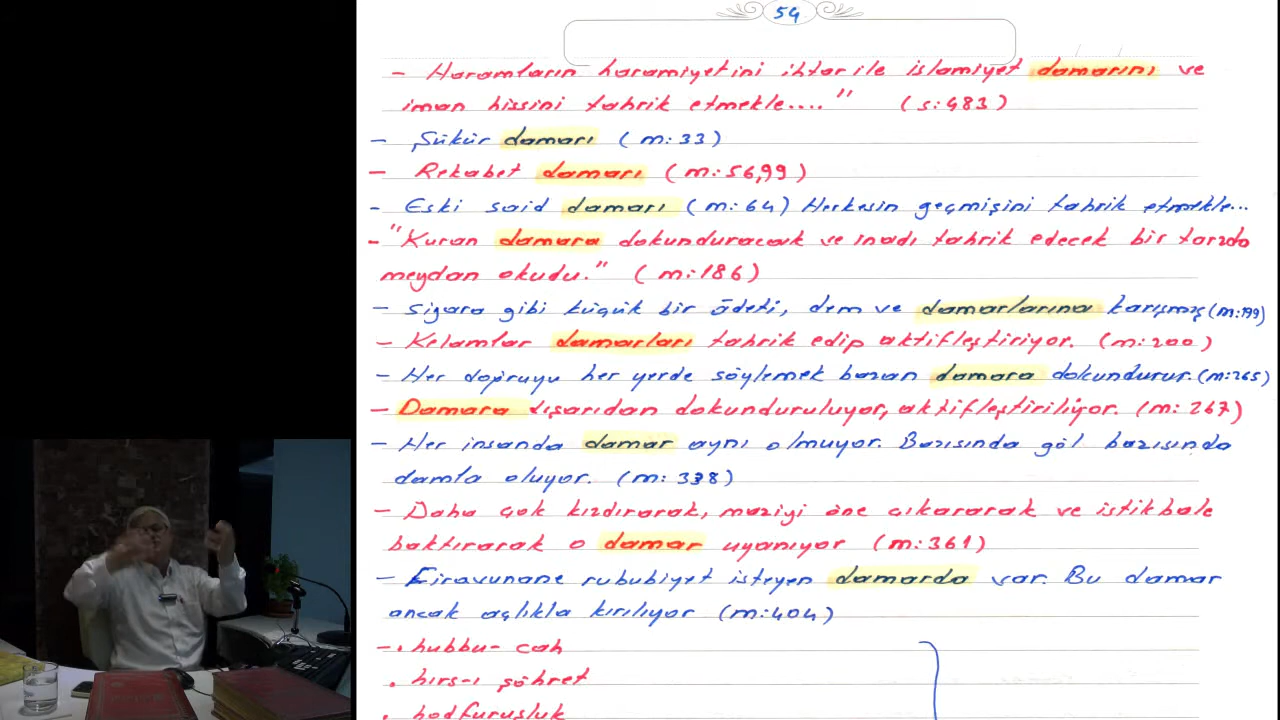 54
- Haramların haramiyetini ihtar ile islamiyet damarını ve
iman hissini tahrik etmekle...." (s:483)
- Şükür damarı (m:33)
- Rekabet damarı (m:56,99)
- Eski said damarı (m:64) Herkesin geçmişini tahrik etmekle...
- "Kuran damara dokunduracak ve inadı tahrik edecek bir tarzda
meydan okudu." (m:186)
- Sigara gibi küçük bir âdeti, dem ve damarlarına karışmış (m:199)
- Kelamlar damarları tahrik edip aktifleştiriyor. (m:200)
- Her doğruyu her yerde söylemek bazan damara dokundurur. (m:265)
- Damara dışarıdan dokunduruluyor, aktifleştiriliyor. (m: 267)
- Her insanda damar aynı olmuyor. Bazısında göl bazısında
damla oluyor. (m: 338)
- Daha çok kızdırarak, maziyi öne çıkararak ve istikbale
baktırarak o damar uyanıyor (m:361)
- Firavunane rububiyet isteyen damarda var. Bu damar
ancak açlıkla kırılıyor (m:404)
- . hubbu- cah
. hırs-ı şöhret
. hodfuruşluk